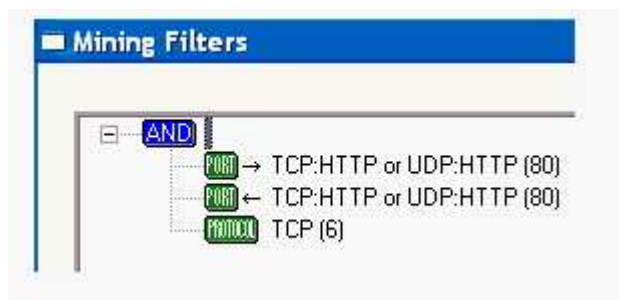 Mining Filters
AND
PORT → TCP:HTTP or UDP:HTTP (80)
PORT ← TCP:HTTP or UDP:HTTP (80)
PROTOCOL TCP (6)